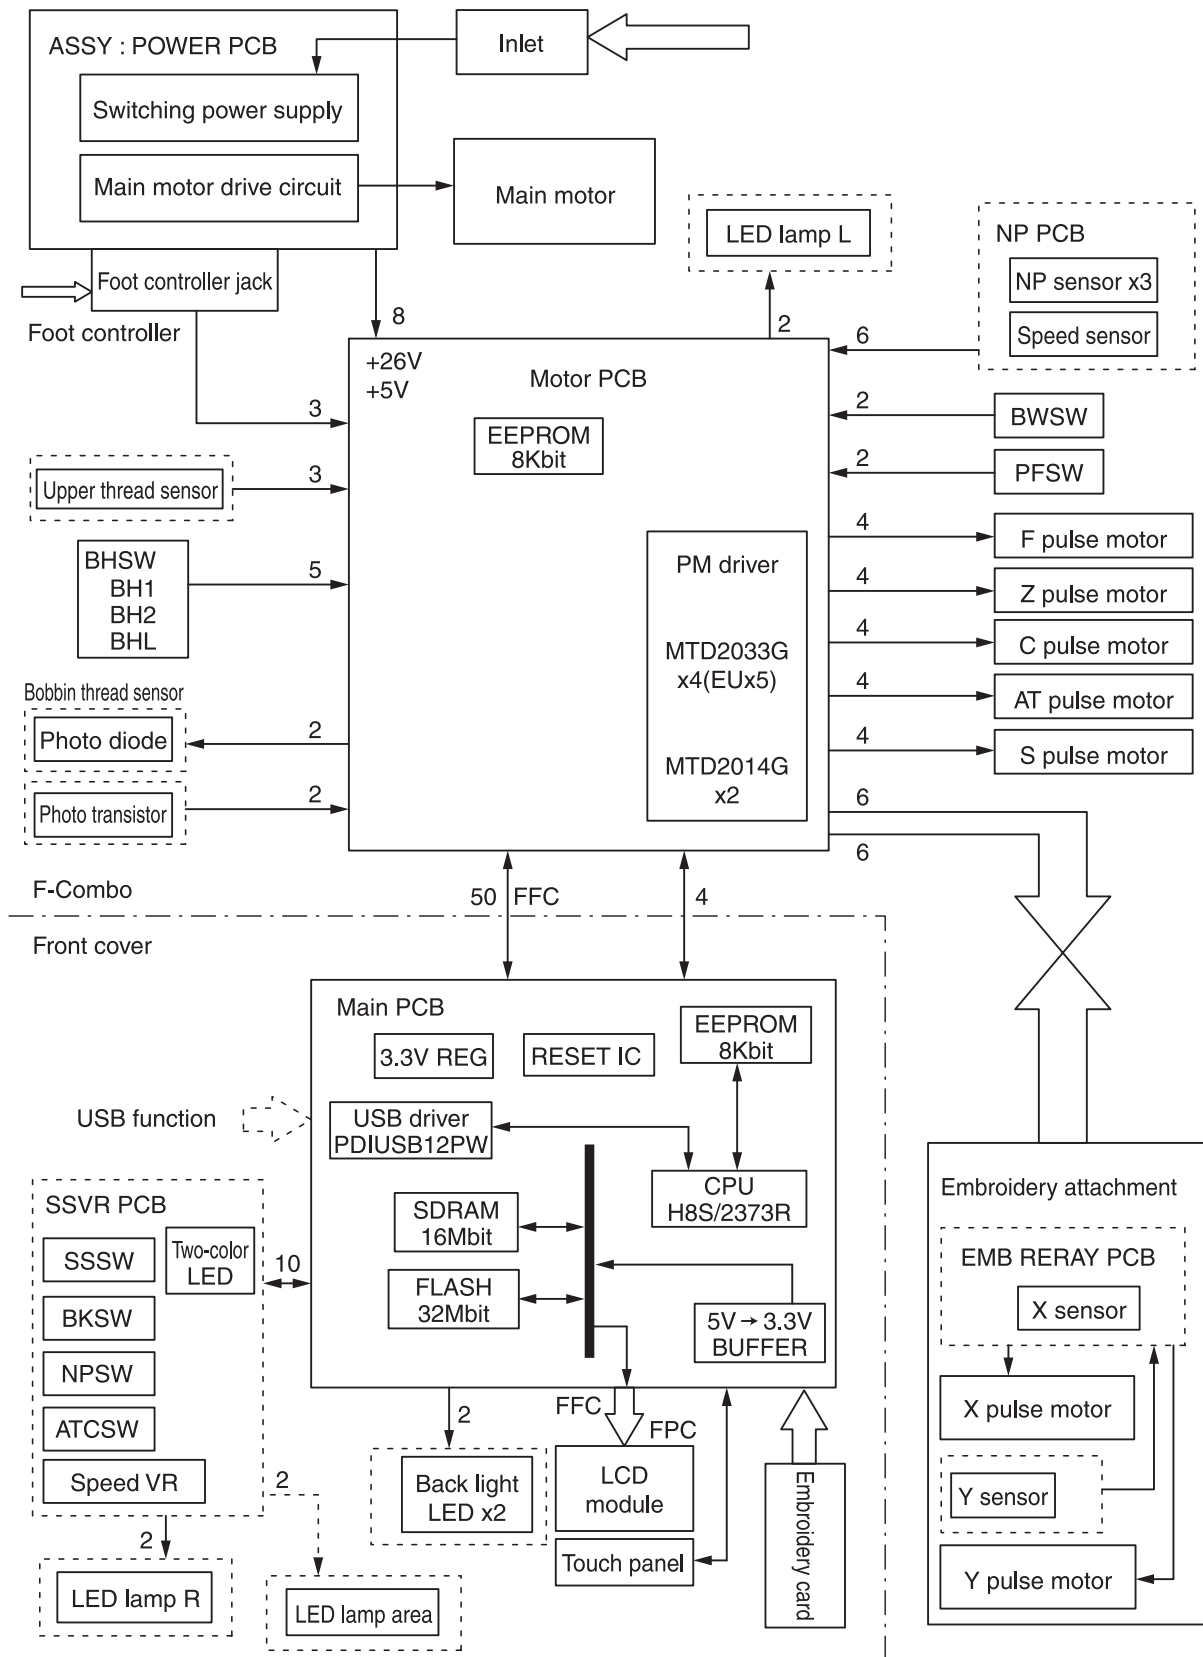 ASSY : POWER PCB
Inlet
Switching power supply
Main motor drive circuit
Main motor
Foot controller jack
Foot controller
LED lamp L
NP PCB
NP sensor x3
Speed sensor
8
2
6
+26V
+5V
Motor PCB
EEPROM
8Kbit
3
2
BWSW
2
PFSW
Upper thread sensor
3
4
F pulse motor
BHSW
BH1
BH2
BHL
5
PM driver
4
Z pulse motor
MTD2033G
x4(EUx5)
4
C pulse motor
4
AT pulse motor
Bobbin thread sensor
Photo diode
2
4
S pulse motor
MTD2014G
x2
Photo transistor
2
6
6
F-Combo
50
FFC
4
Front cover
Main PCB
3.3V REG
RESET IC
EEPROM
8Kbit
USB function
USB driver
PDIUSB12PW
CPU
H8S/2373R
SDRAM
16Mbit
FLASH
32Mbit
5V→3.3V
BUFFER
SSVR PCB
SSSW
Two-color
LED
BKSW
NPSW
ATCSW
Speed VR
10
2
FFC
FPC
Back light
LED x2
LCD
module
Touch panel
Embroidery card
2
2
LED lamp R
LED lamp area
Embroidery attachment
EMB RERAY PCB
X sensor
X pulse motor
Y sensor
Y pulse motor